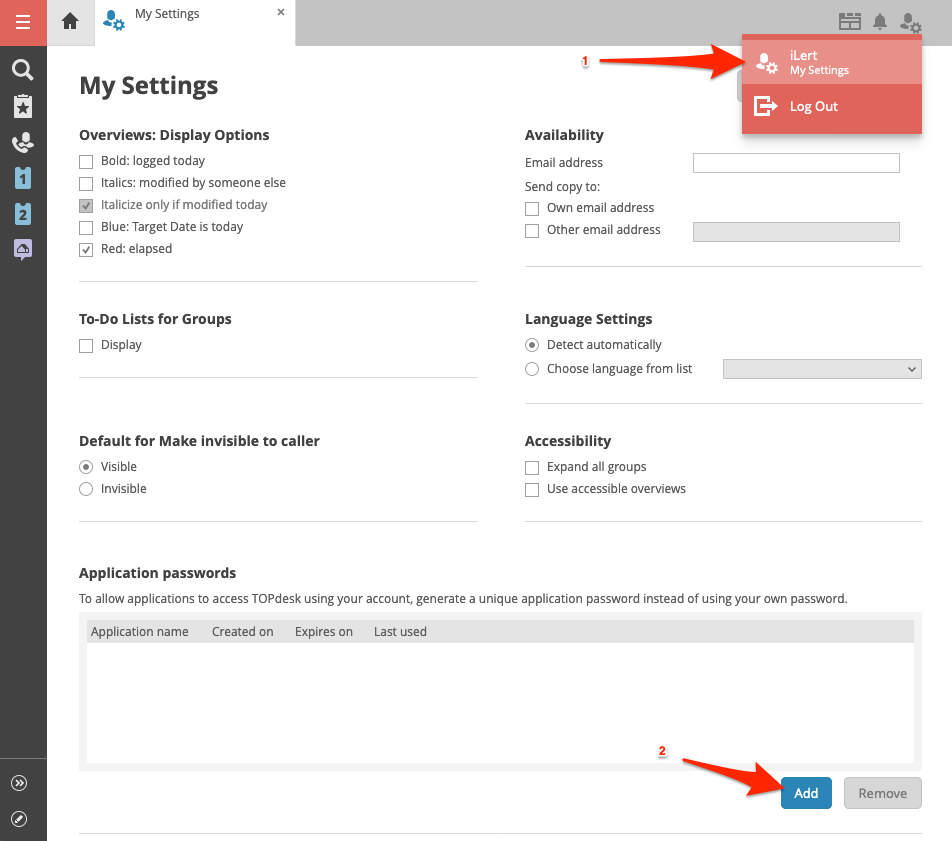 My Settings
1
iLert
My Settings
Log Out
My Settings
Overviews: Display Options
Bold: logged today
Italics: modified by someone else
Italicize only if modified today
Blue: Target Date is today
Red: elapsed
Availability
Email address
Send copy to:
Own email address
Other email address
1
2
To-Do Lists for Groups
Display
Language Settings
Detect automatically
Choose language from list
Default for Make invisible to caller
Visible
Invisible
Accessibility
Expand all groups
Use accessible overviews
Application passwords
To allow applications to access TOPdesk using your account, generate a unique application password instead of using your own password.
Application name Created on Expires on Last used
2
Add Remove